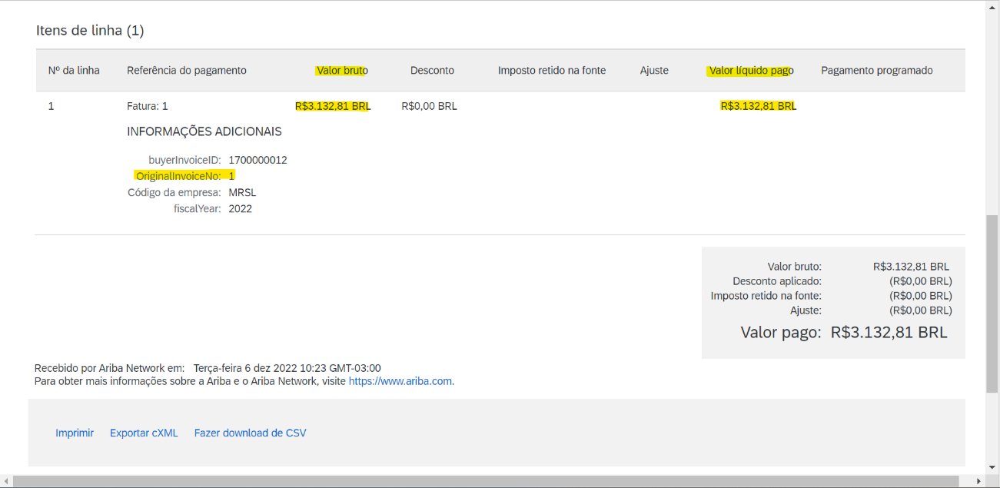 Itens de linha (1)
Nº da linha Referência do pagamento Valor bruto Desconto Imposto retido na fonte Ajuste Valor líquido pago Pagamento programado
1 Fatura: 1 R$3.132,81 BRL R$0,00 BRL R$3.132,81 BRL
INFORMAÇÕES ADICIONAIS
buyerInvoiceID: 1700000012
OriginalInvoiceNo: 1
Código da empresa: MRSL
fiscalYear: 2022
Valor bruto: R$3.132,81 BRL
Desconto aplicado: (R$0,00 BRL)
Imposto retido na fonte: (R$0,00 BRL)
Ajuste: (R$0,00 BRL)
Valor pago: R$3.132,81 BRL
Recebido por Ariba Network em: Terça-feira 6 dez 2022 10:23 GMT-03:00
Para obter mais informações sobre a Ariba e o Ariba Network, visite https://www.ariba.com.
Imprimir Exportar cXML Fazer download de CSV